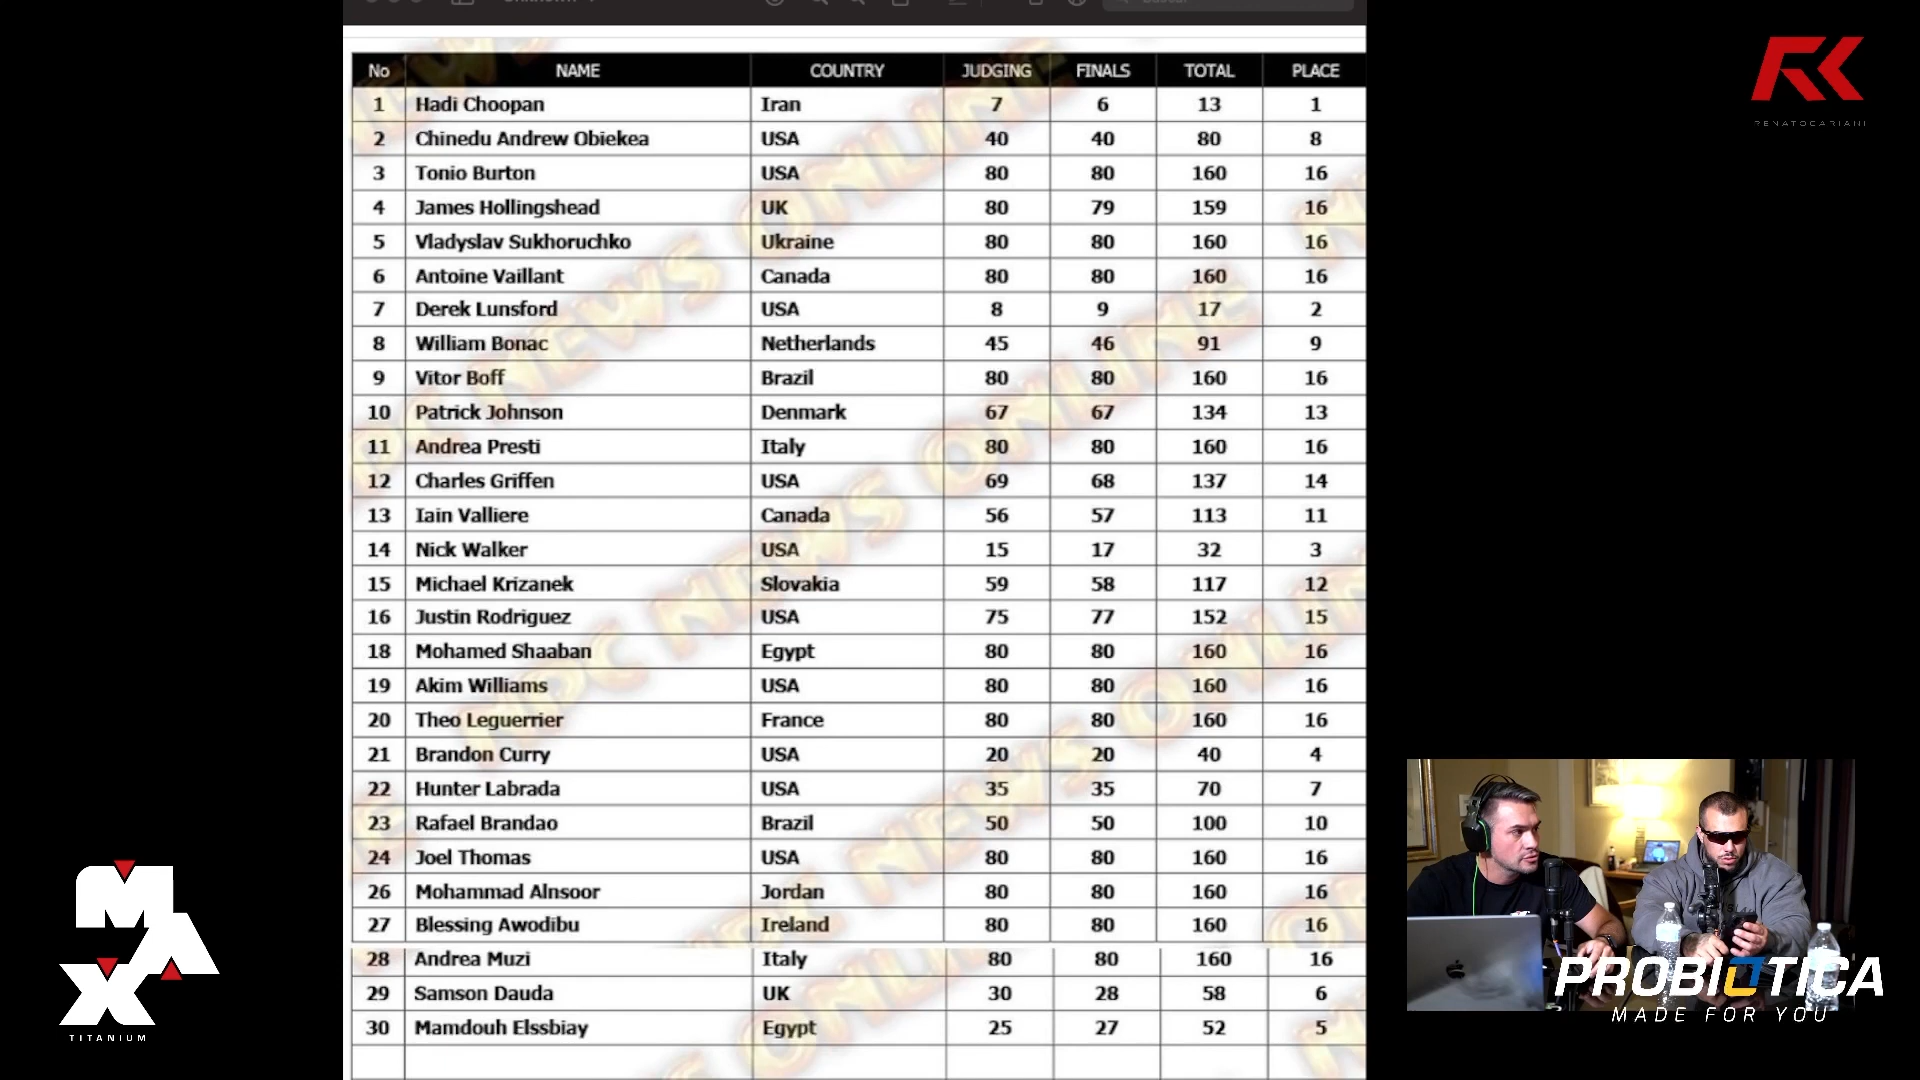 No NAME COUNTRY JUDGING FINALS TOTAL PLACE
1 Hadi Choopan Iran 7 6 13 1
2 Chinedu Andrew Obiekea USA 40 40 80 8
3 Tonio Burton USA 80 80 160 16
4 James Hollingshead UK 80 79 159 16
5 Vladyslav Sukhoruchko Ukraine 80 80 160 16
6 Antoine Vaillant Canada 80 80 160 16
7 Derek Lunsford USA 8 9 17 2
8 William Bonac Netherlands 45 46 91 9
9 Vitor Boff Brazil 80 80 160 16
10 Patrick Johnson Denmark 67 67 134 13
11 Andrea Presti Italy 80 80 160 16
12 Charles Griffen USA 69 68 137 14
13 Iain Valliere Canada 56 57 113 11
14 Nick Walker USA 15 17 32 3
15 Michael Krizanek Slovakia 59 58 117 12
16 Justin Rodriguez USA 75 77 152 15
18 Mohamed Shaaban Egypt 80 80 160 16
19 Akim Williams USA 80 80 160 16
20 Theo Leguerrier France 80 80 160 16
21 Brandon Curry USA 20 20 40 4
22 Hunter Labrada USA 35 35 70 7
23 Rafael Brandao Brazil 50 50 100 10
24 Joel Thomas USA 80 80 160 16
26 Mohammad Alnsoor Jordan 80 80 160 16
27 Blessing Awodibu Ireland 80 80 160 16
28 Andrea Muzi Italy 80 80 160 16
29 Samson Dauda UK 30 28 58 6
30 Mamdouh Elssbiay Egypt 25 27 52 5
NPC NEWS ONLINE
RK
RENATOCARIANI
MAX
TITANIUM
PROBIOTICA
MADE FOR YOU